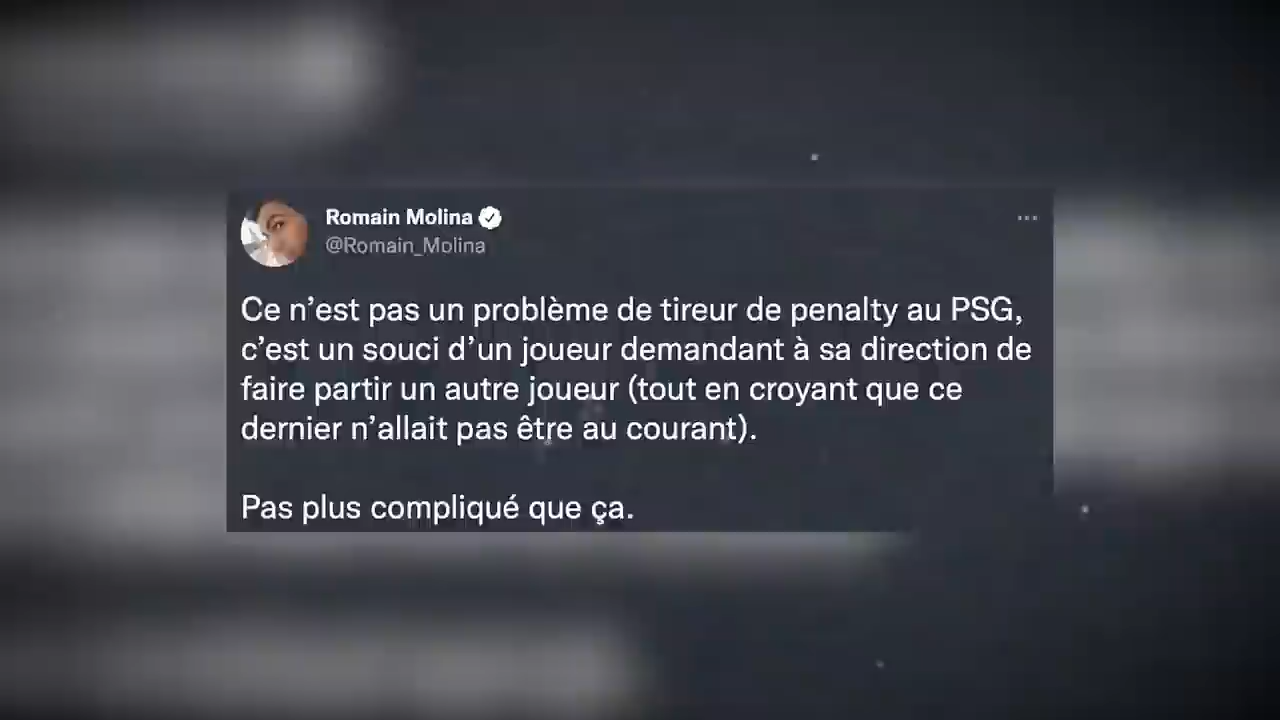 Romain Molina
@Romain_Molina
Ce n’est pas un problème de tireur de penalty au PSG,
c’est un souci d’un joueur demandant à sa direction de
faire partir un autre joueur (tout en croyant que ce
dernier n’allait pas être au courant).
Pas plus compliqué que ça.